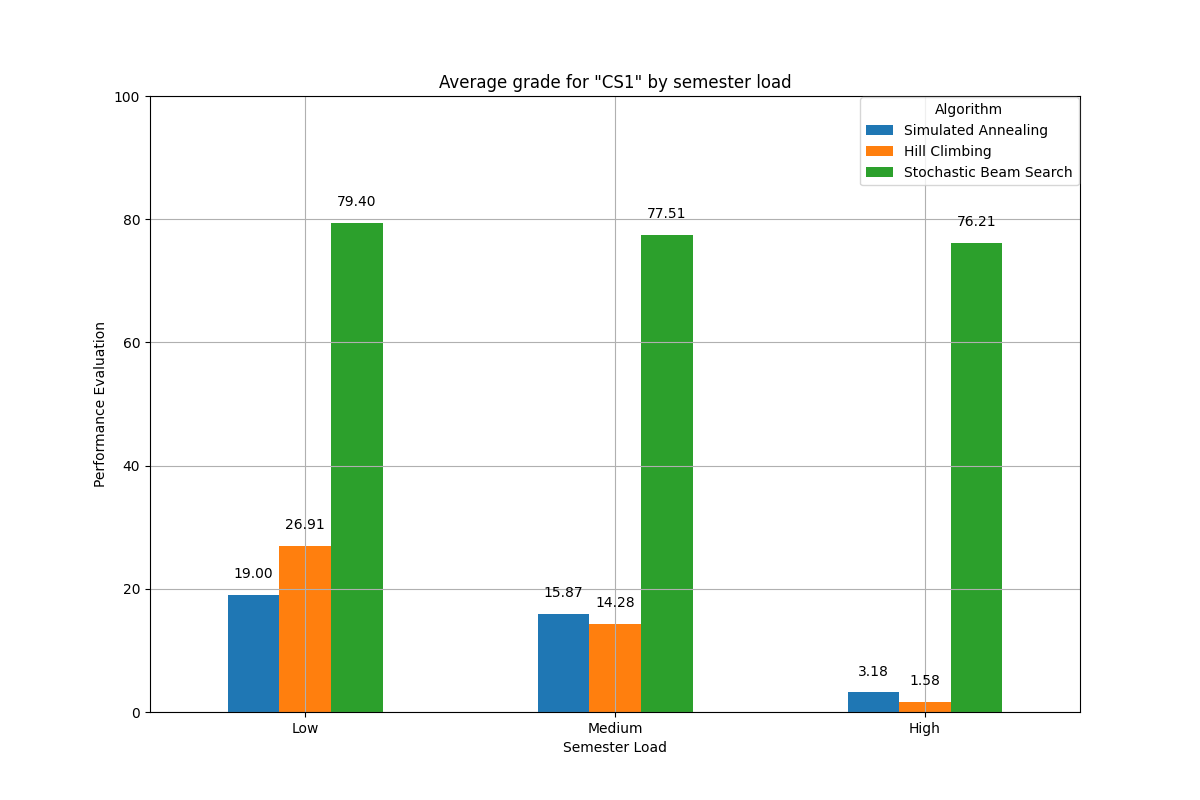 Average grade for "CS1" by semester load
Algorithm
Simulated Annealing
Hill Climbing
Stochastic Beam Search
Performance Evaluation
100
80
60
40
20
0
19.00
26.91
79.40
15.87
14.28
77.51
3.18
1.58
76.21
Low
Medium
High
Semester Load